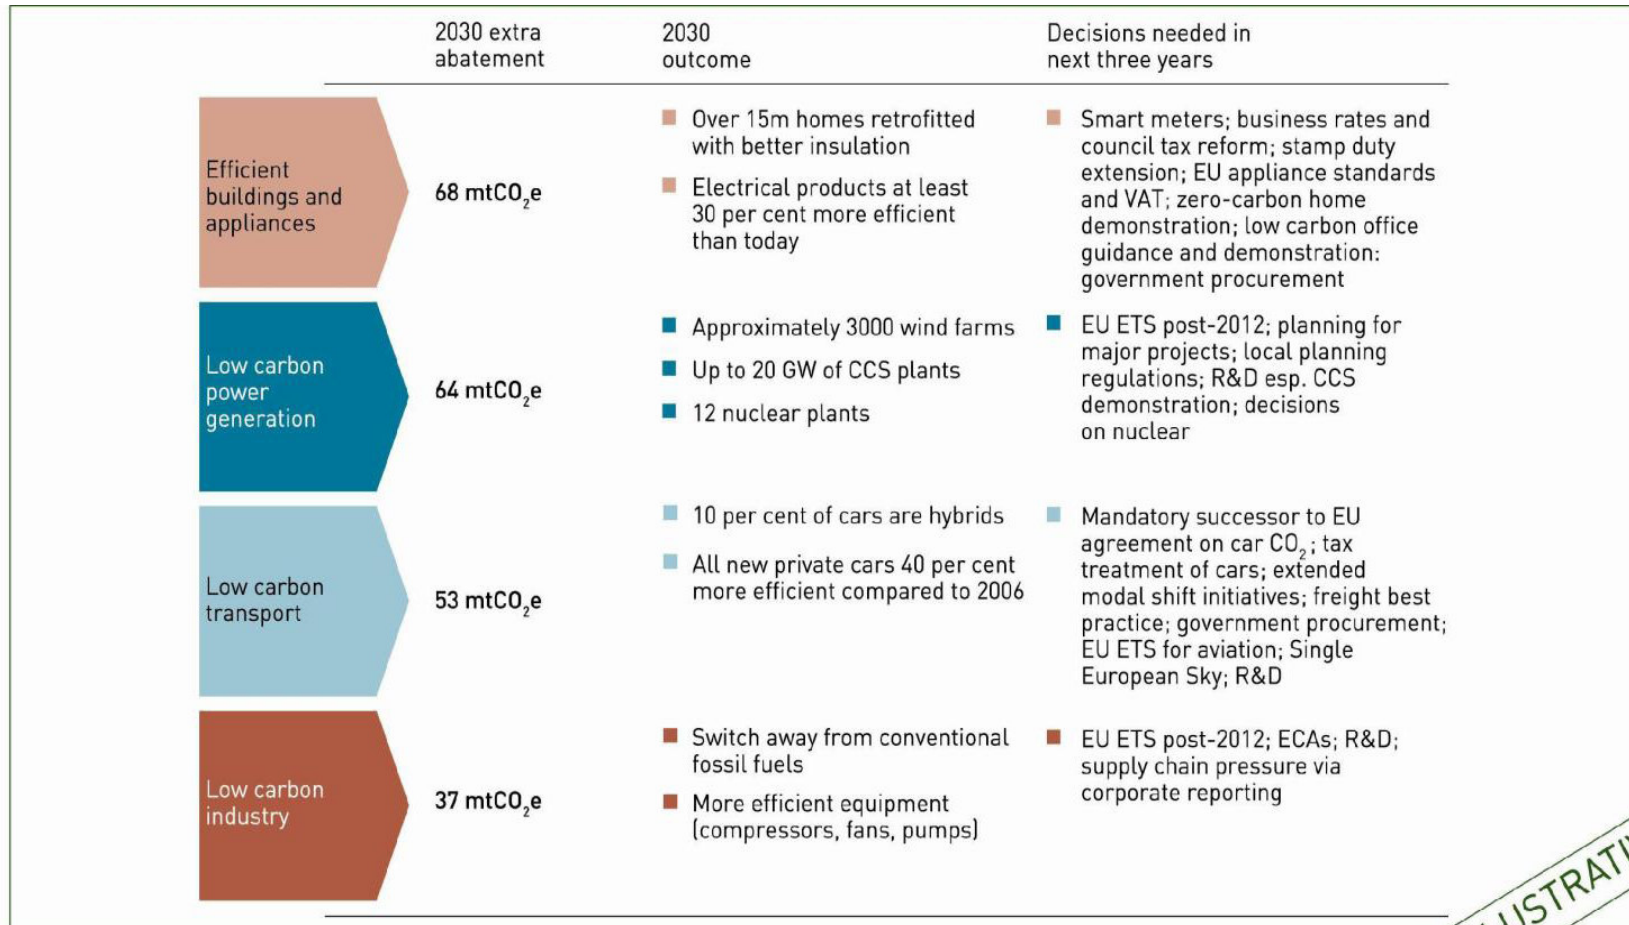 2030 extra
abatement
2030
outcome
Decisions needed in
next three years
Efficient
buildings and
appliances
68 mtCO₂e
Over 15m homes retrofitted
with better insulation
Electrical products at least
30 per cent more efficient
than today
Smart meters; business rates and
council tax reform; stamp duty
extension; EU appliance standards
and VAT; zero-carbon home
demonstration; low carbon office
guidance and demonstration:
government procurement
Low carbon
power
generation
64 mtCO₂e
Approximately 3000 wind farms
Up to 20 GW of CCS plants
12 nuclear plants
EU ETS post-2012; planning for
major projects; local planning
regulations; R&D esp. CCS
demonstration; decisions
on nuclear
Low carbon
transport
53 mtCO₂e
10 per cent of cars are hybrids
All new private cars 40 per cent
more efficient compared to 2006
Mandatory successor to EU
agreement on car CO₂; tax
treatment of cars; extended
modal shift initiatives; freight best
practice; government procurement;
EU ETS for aviation; Single
European Sky; R&D
Low carbon
industry
37 mtCO₂e
Switch away from conventional
fossil fuels
More efficient equipment
(compressors, fans, pumps)
EU ETS post-2012; ECAs; R&D;
supply chain pressure via
corporate reporting